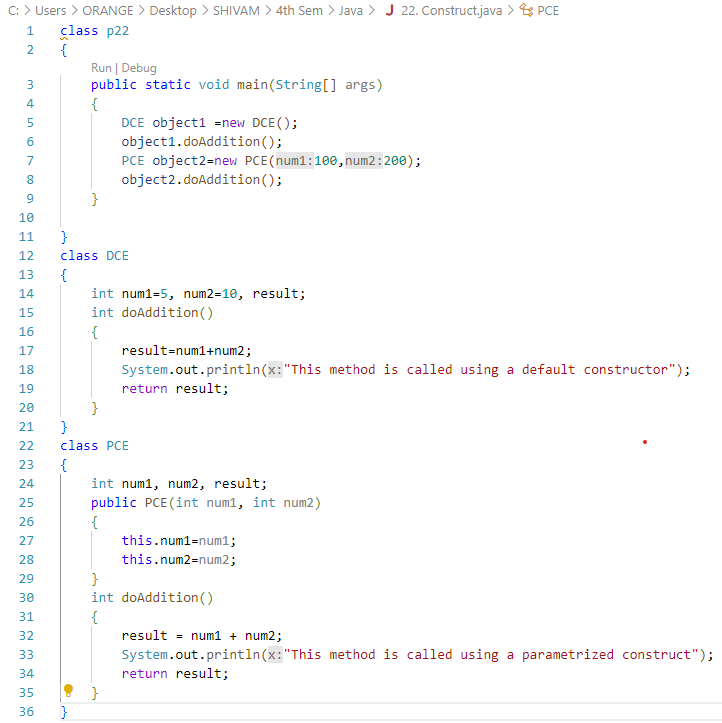 C: > Users > ORANGE > Desktop > SHIVAM > 4th Sem > Java > J 22. Construct.java > PCE
1 class p22
2 {
Run | Debug
3 public static void main(String[] args)
4 {
5 DCE object1 =new DCE();
6 object1.doAddition();
7 PCE object2=new PCE(num1:100,num2:200);
8 object2.doAddition();
9 }
10
11 }
12 class DCE
13 {
14 int num1=5, num2=10, result;
15 int doAddition()
16 {
17 result=num1+num2;
18 System.out.println(x:"This method is called using a default constructor");
19 return result;
20 }
21 }
22 class PCE
23 {
24 int num1, num2, result;
25 public PCE(int num1, int num2)
26 {
27 this.num1=num1;
28 this.num2=num2;
29 }
30 int doAddition()
31 {
32 result = num1 + num2;
33 System.out.println(x:"This method is called using a parametrized construct");
34 return result;
35 }
36 }